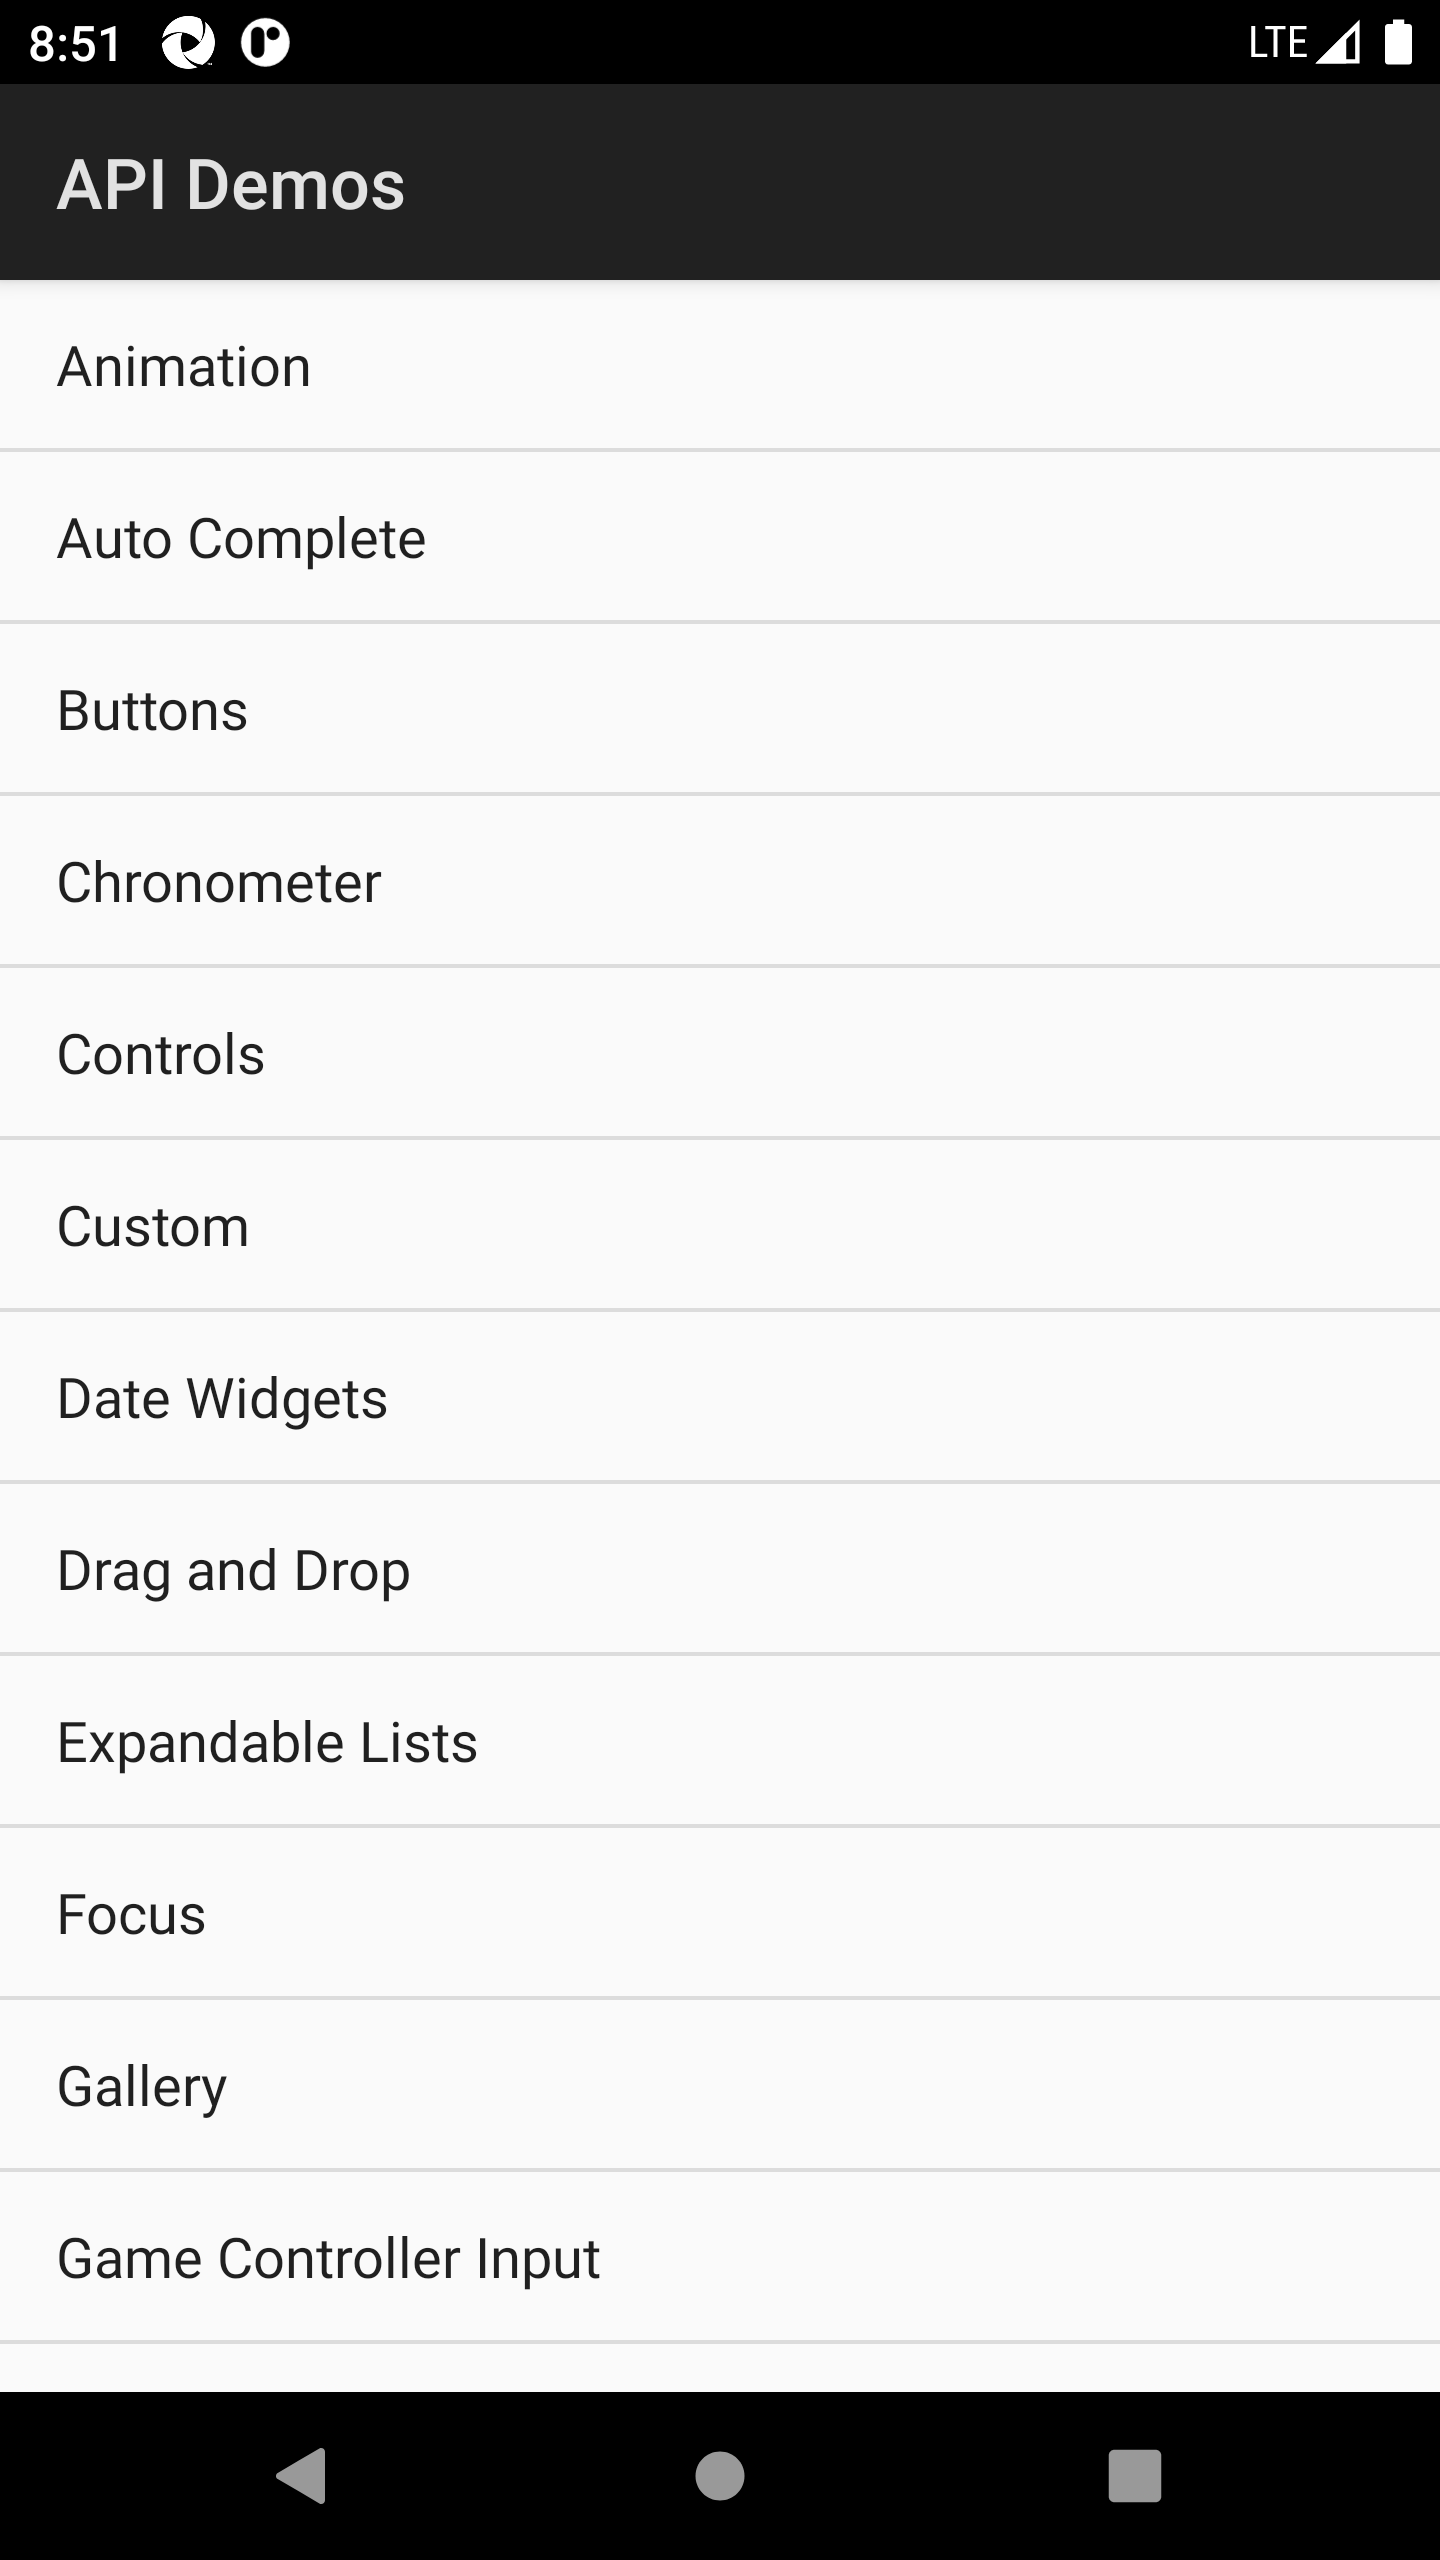 8:51 LTE
API Demos
Animation
Auto Complete
Buttons
Chronometer
Controls
Custom
Date Widgets
Drag and Drop
Expandable Lists
Focus
Gallery
Game Controller Input